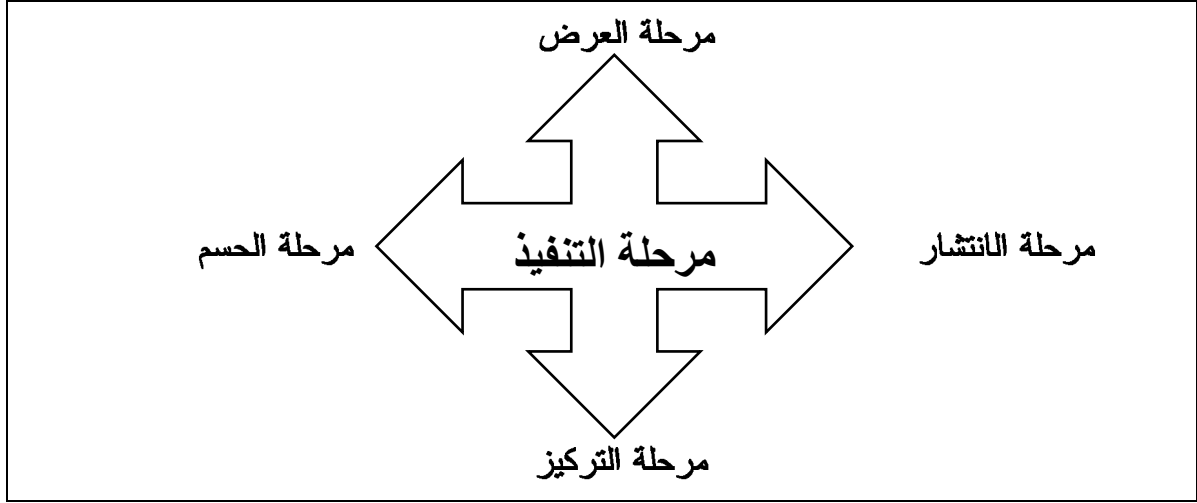 مرحلة العرض
مرحلة الانتشار
مرحلة التنفيذ
مرحلة الحسم
مرحلة التركيز